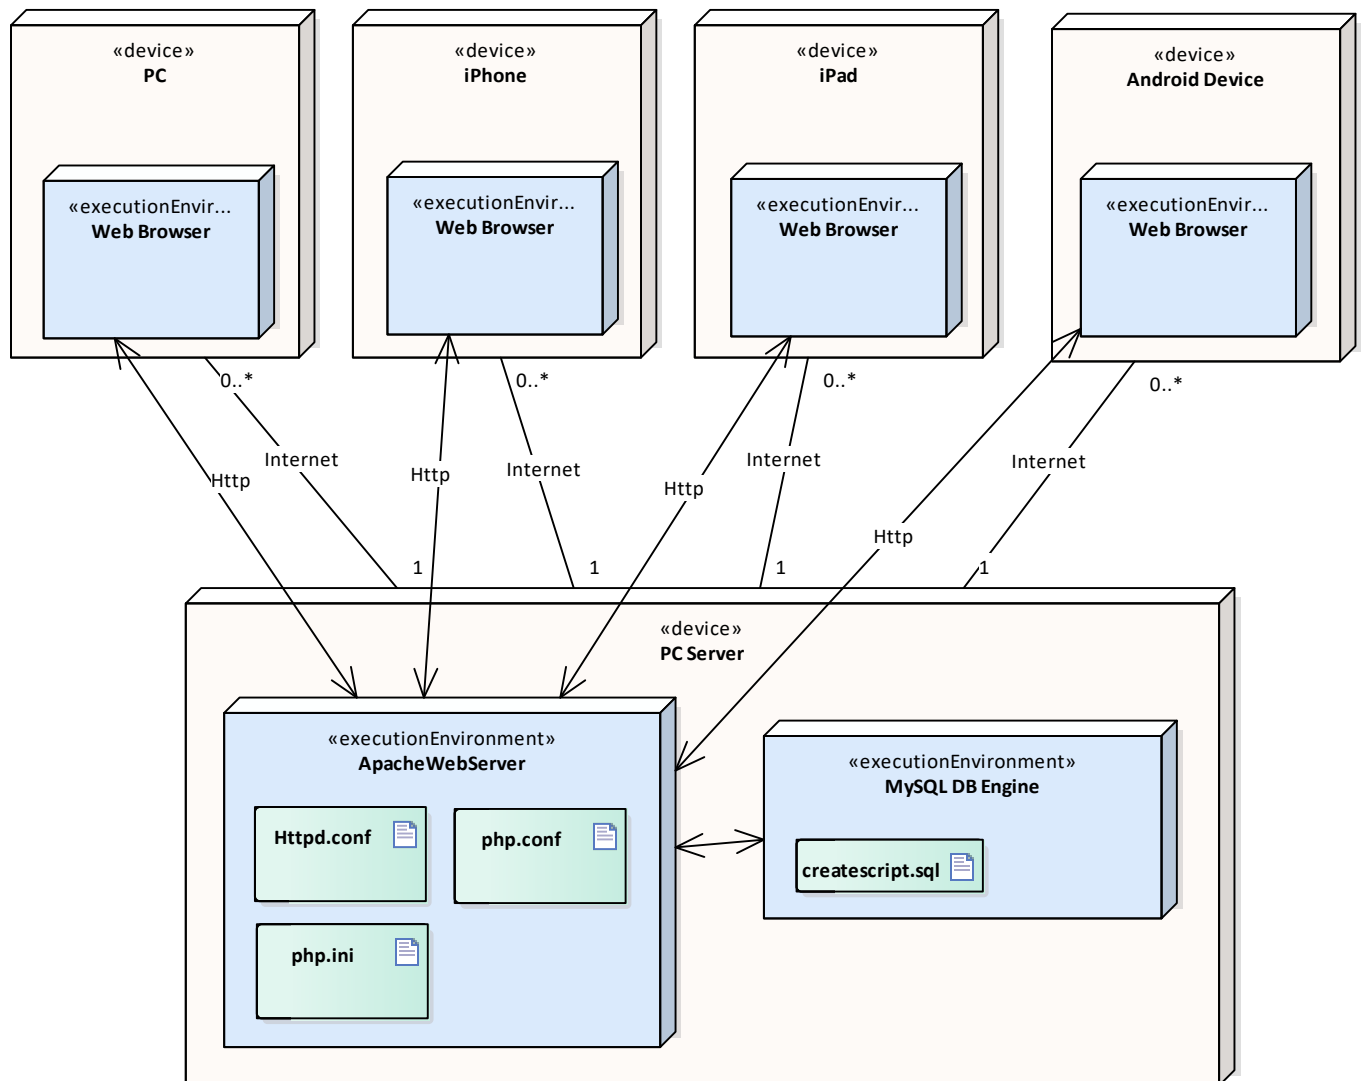 «device»
PC
«device»
iPhone
«device»
iPad
«device»
Android Device
«executionEnvir...
Web Browser
«executionEnvir...
Web Browser
«executionEnvir...
Web Browser
«executionEnvir...
Web Browser
0..*
0..*
0..*
0..*
Internet
Internet
Internet
Internet
Http
Http
Http
Http
1
1
1
1
«device»
PC Server
«executionEnvironment»
ApacheWebServer
«executionEnvironment»
MySQL DB Engine
Httpd.conf
php.conf
createscript.sql
php.ini